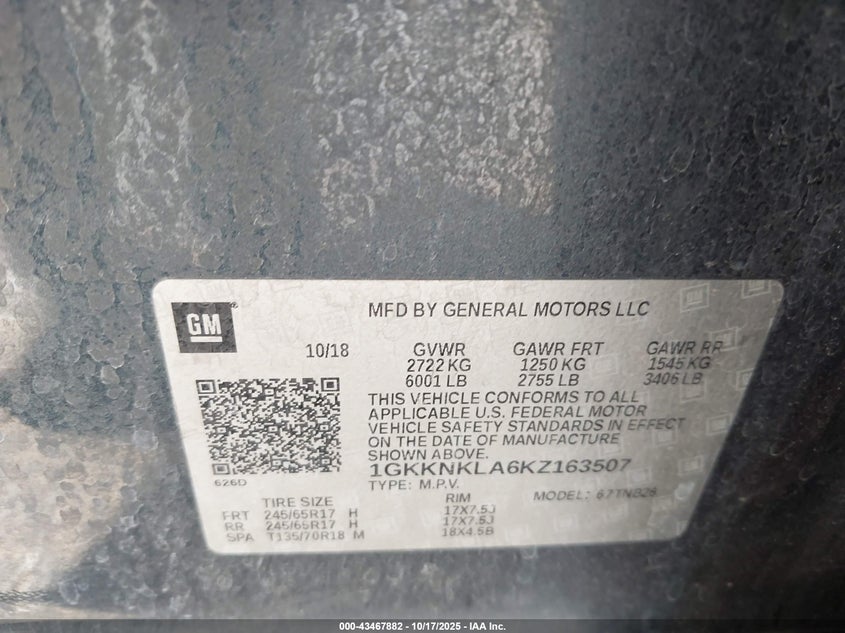 GM®
MFD BY GENERAL MOTORS LLC
10/18 GVWR GAWR FRT GAWR RR
2722 KG 1250 KG 1545 KG
6001 LB 2755 LB 3406 LB
THIS VEHICLE CONFORMS TO ALL
APPLICABLE U.S. FEDERAL MOTOR
VEHICLE SAFETY STANDARDS IN EFFECT
ON THE DATE OF MANUFACTURE
SHOWN ABOVE.
1GKKNKLA6KZ163507
626D
TYPE: M.P.V. MODEL: 67TNB26
TIRE SIZE RIM
FRT 245/65R17 H 17X7.5J
RR 245/65R17 H 17X7.5J
SPA T135/70R18 M 18X4.5B
000-43467882 - 10/17/2025 - IAA Inc.